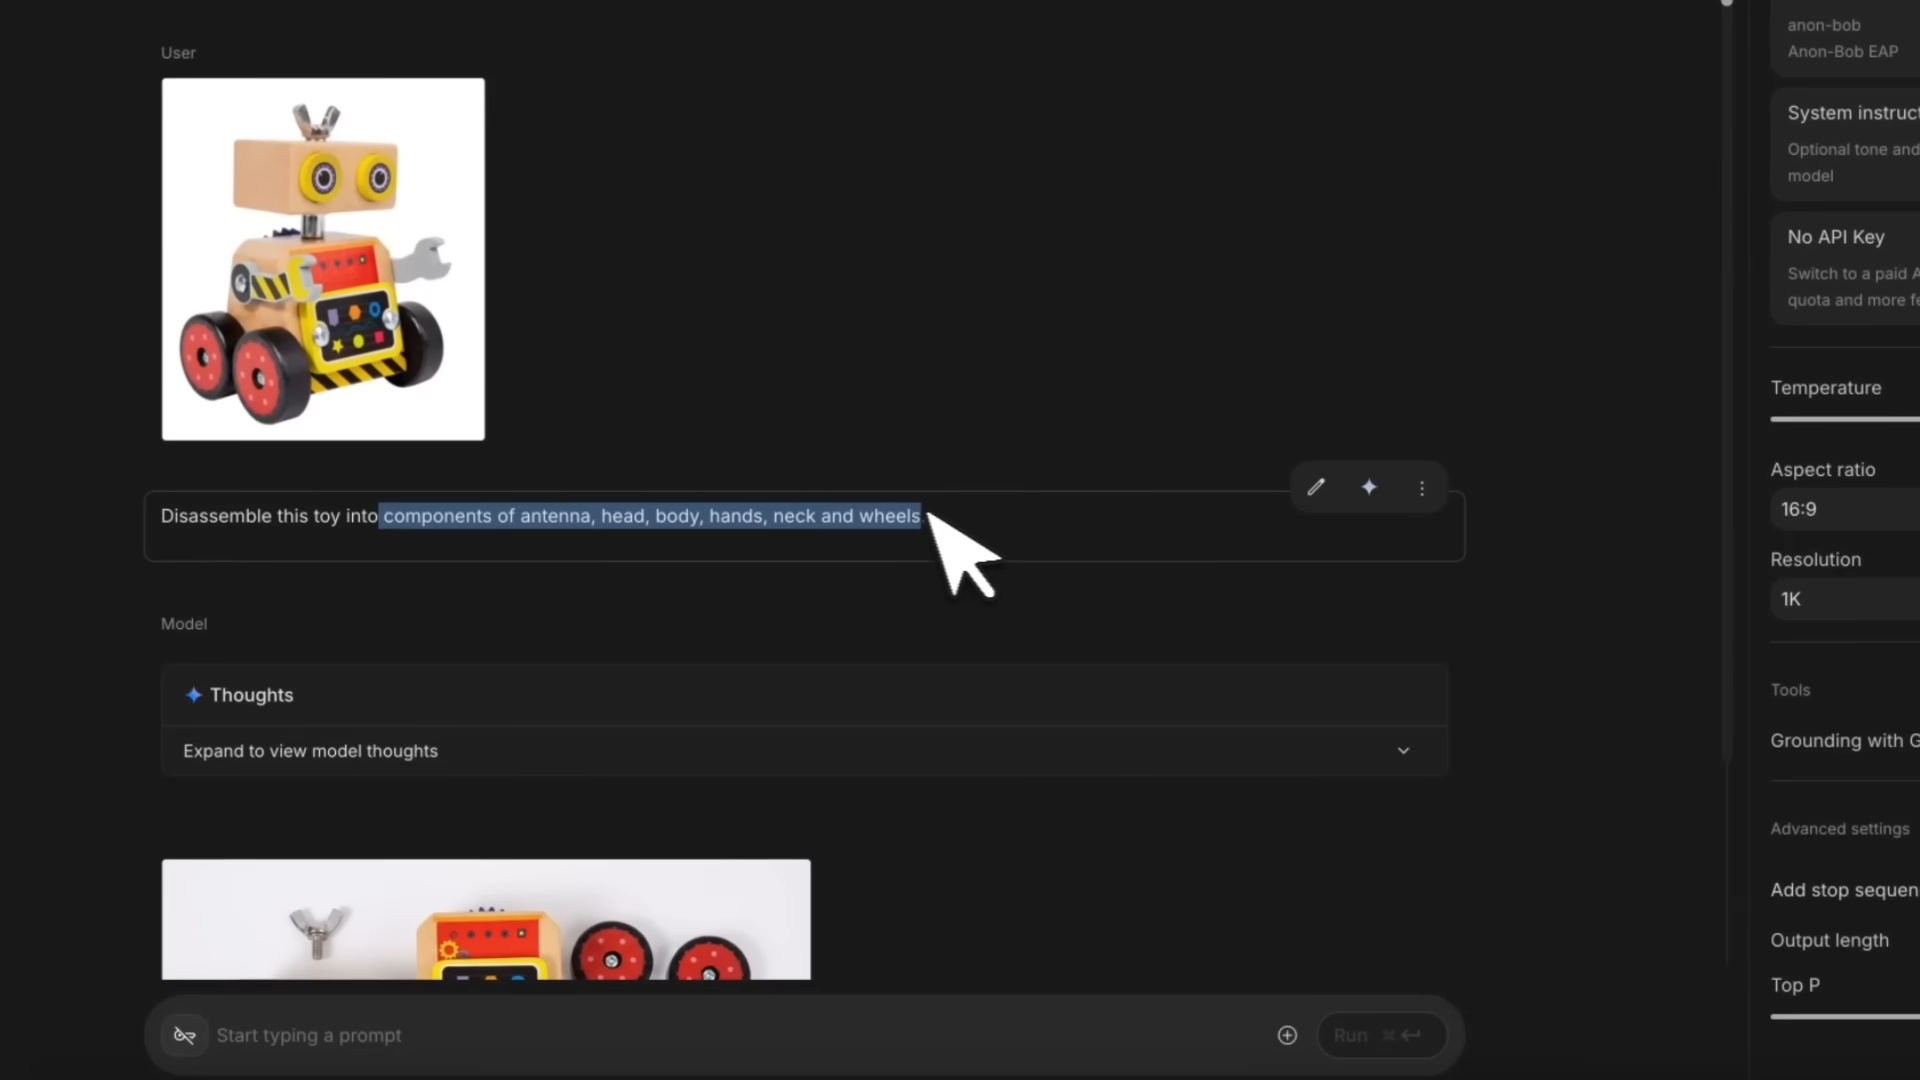 User
Disassemble this toy into components of antenna, head, body, hands, neck and wheels
Model
Thoughts
Expand to view model thoughts
Start typing a prompt
Run
anon-bob
Anon-Bob EAP
System instruct
Optional tone and
model
No API Key
Switch to a paid A
quota and more fe
Temperature
Aspect ratio
16:9
Resolution
1K
Tools
Grounding with G
Advanced settings
Add stop sequen
Output length
Top P